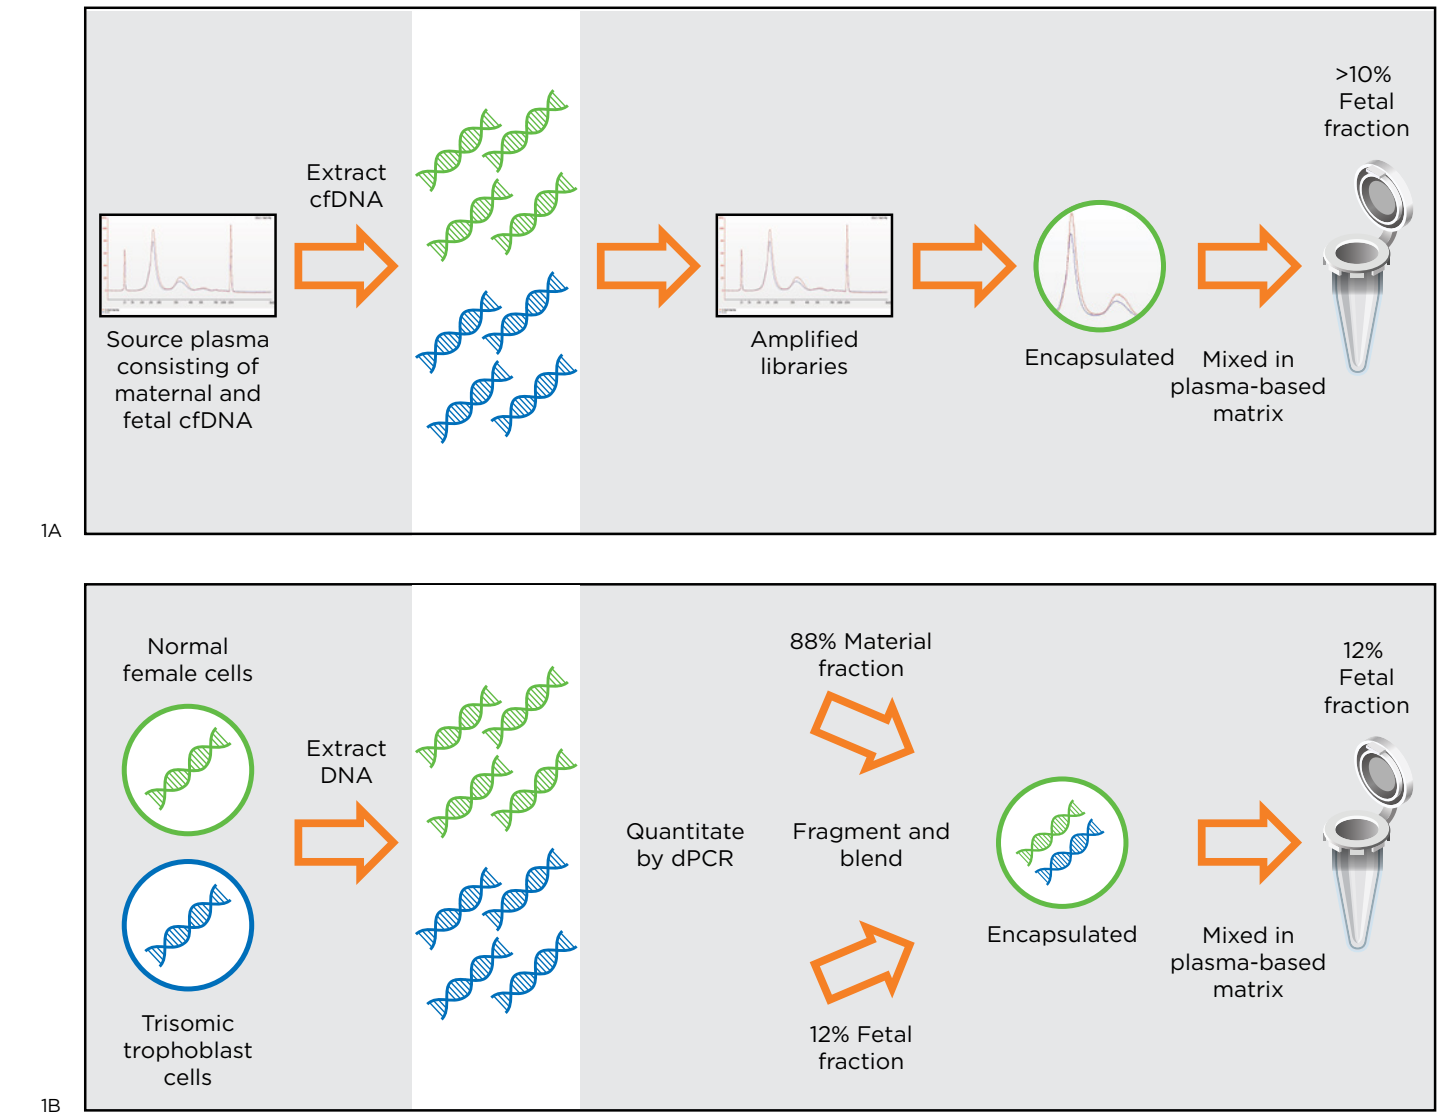 >10%
Fetal
fraction
Extract
cfDNA
Source plasma
consisting of
maternal and
fetal cfDNA
Amplified
libraries
Encapsulated
Mixed in
plasma-based
matrix
1A
Normal
female cells
88% Material
fraction
12%
Fetal
fraction
Extract
DNA
Quantitate
by dPCR
Fragment and
blend
Encapsulated
Mixed in
plasma-based
matrix
Trisomic
trophoblast
cells
12% Fetal
fraction
1B